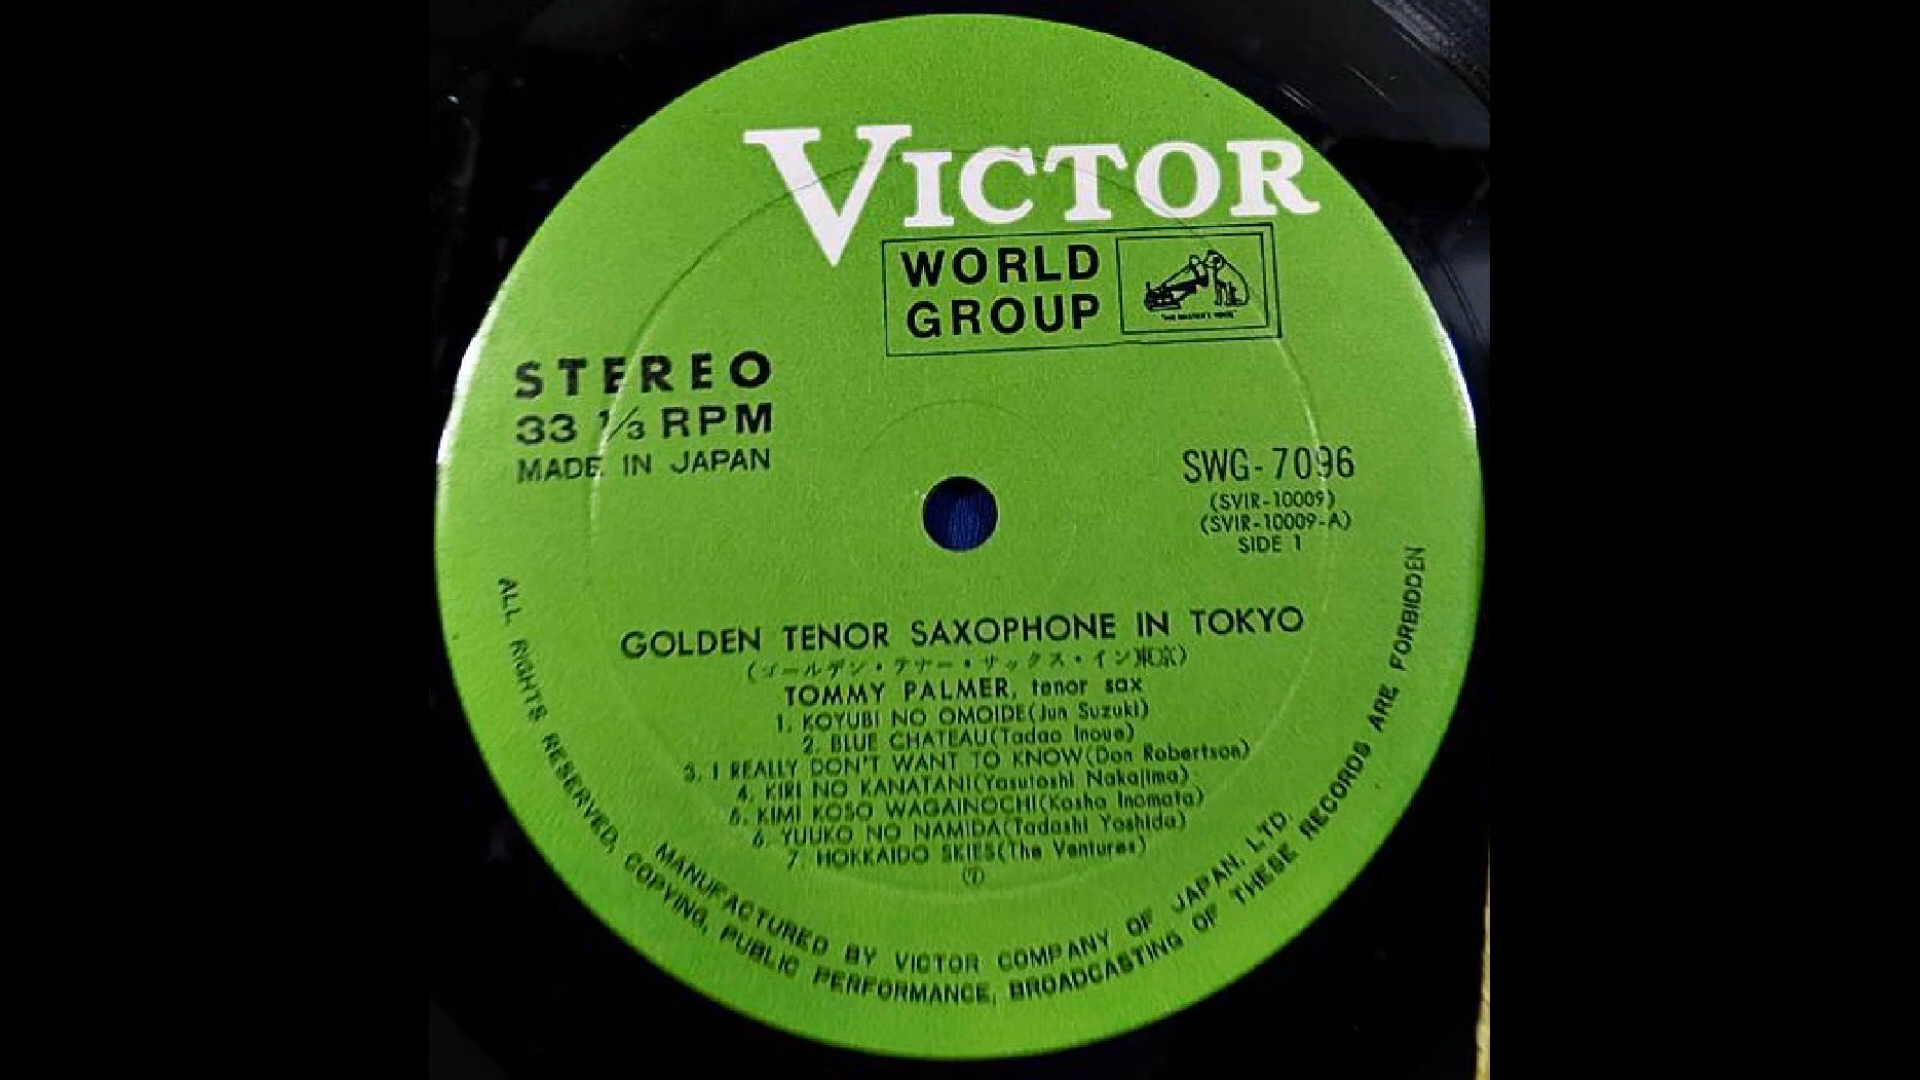 VICTOR
WORLD
GROUP
"HIS MASTER'S VOICE"
STEREO
33 1/3 RPM
MADE IN JAPAN
SWG-7096
(SVIR-10009)
(SVIR-10009-A)
SIDE 1
GOLDEN TENOR SAXOPHONE IN TOKYO
(ゴールデン・テナー・サックス・イン東京)
TOMMY PALMER, tenor sax
1. KOYUBI NO OMOIDE(Jun Suzuki)
2. BLUE CHATEAU(Tadao Inoue)
3. I REALLY DON'T WANT TO KNOW(Don Robertson)
4. KIRI NO KANATANI(Yasutoshi Nakajima)
5. KIMI KOSO WAGAINOCHI(Kosho Inomata)
6. YUUKO NO NAMIDA(Tadashi Yoshida)
7. HOKKAIDO SKIES(The Ventures)
MANUFACTURED BY VICTOR COMPANY OF JAPAN, LTD.
ALL RIGHTS RESERVED, COPYING, PUBLIC PERFORMANCE, BROADCASTING OF THESE RECORDS ARE FORBIDDEN